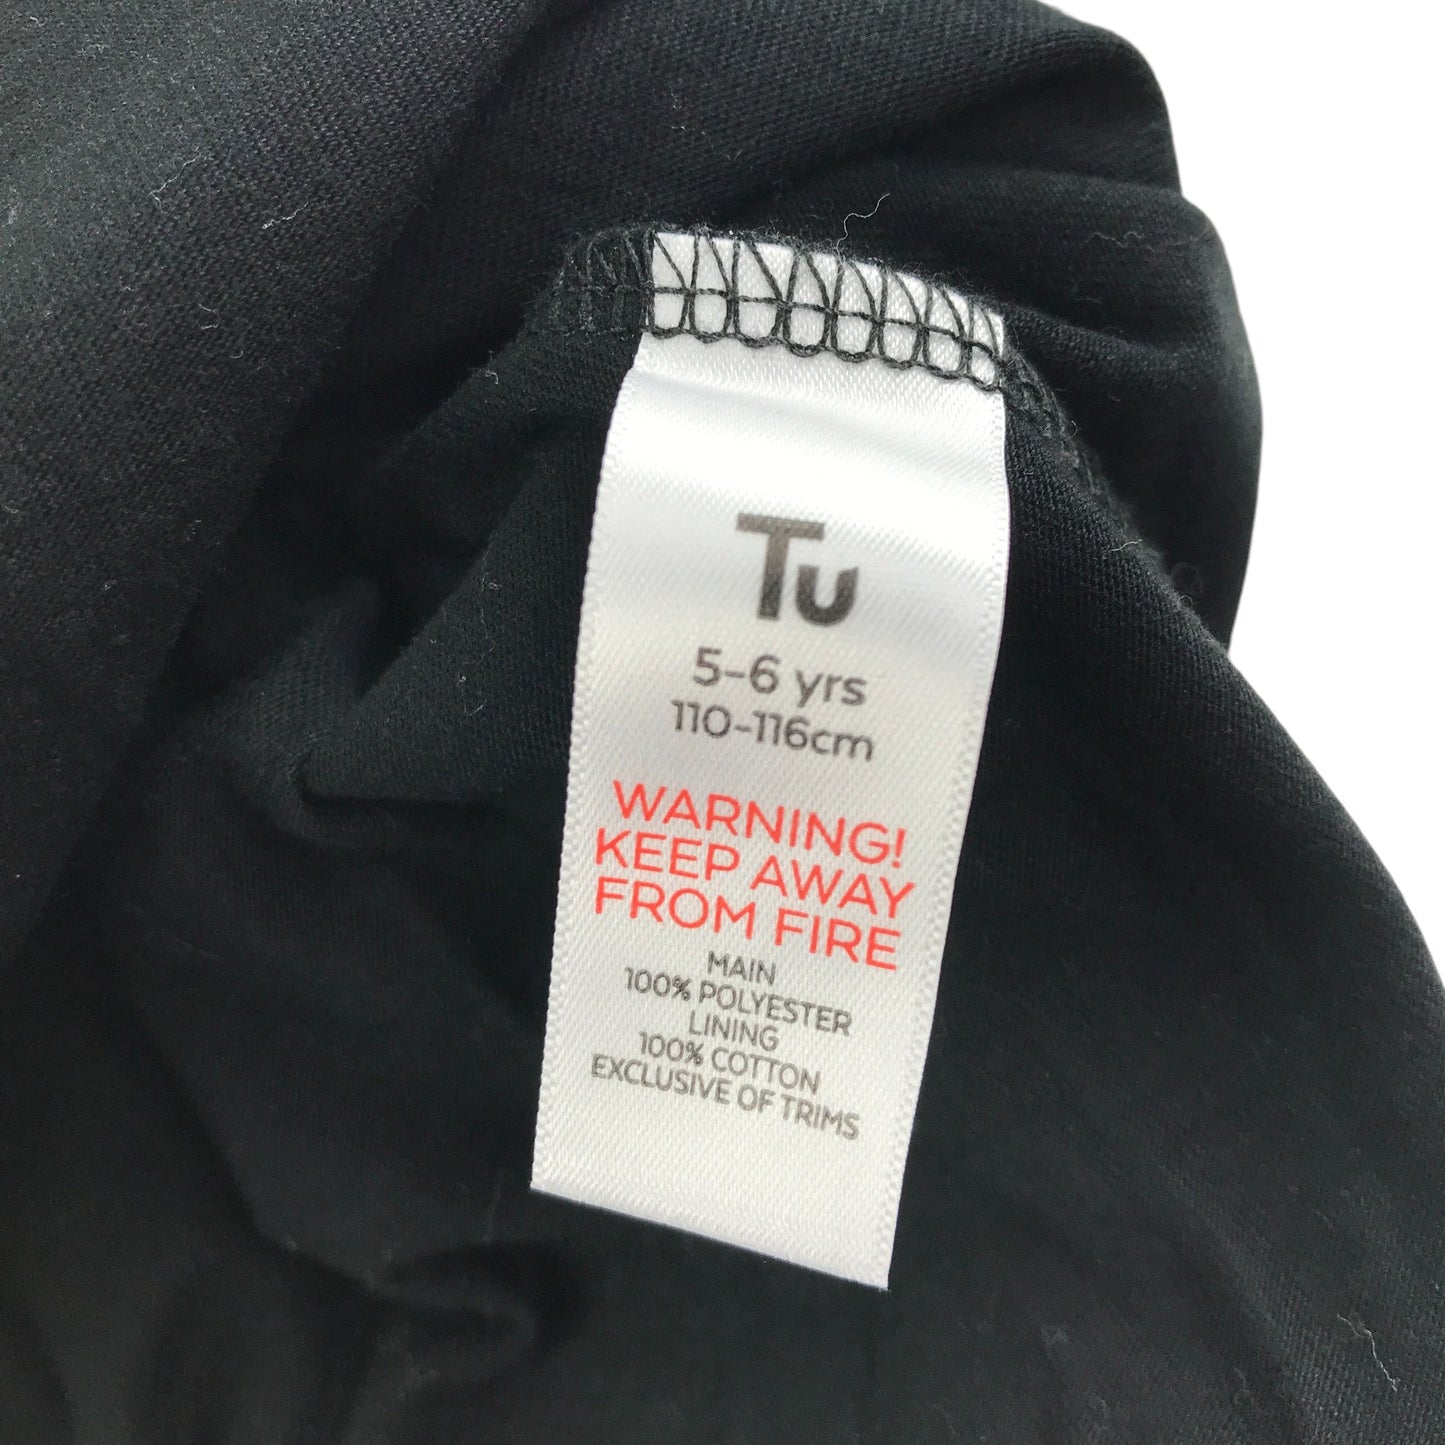 Tu
5-6 yrs
110-116cm
WARNING!
KEEP AWAY
FROM FIRE
MAIN
100% POLYESTER
LINING
100% COTTON
EXCLUSIVE OF TRIMS